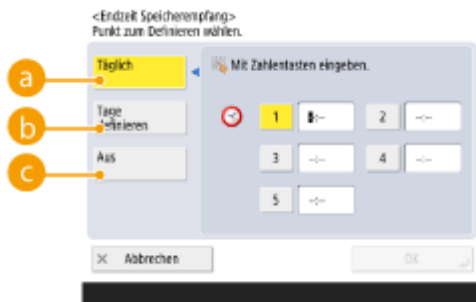 <Endzeit Speicherempfang>
Punkt zum Definieren wählen.
a
Täglich
Mit Zahlentasten eingeben.
b
Tage
definieren
1
-:--
2
--:--
c
Aus
3
--:--
4
--:--
5
--:--
× Abbrechen
OK